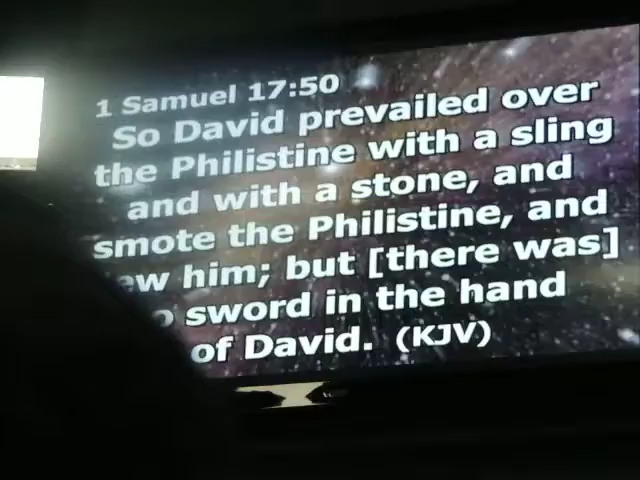 1 Samuel 17:50
So David prevailed over
the Philistine with a sling
and with a stone, and
smote the Philistine, and
him; but [there was]
sword in the hand
of David. (KJV)